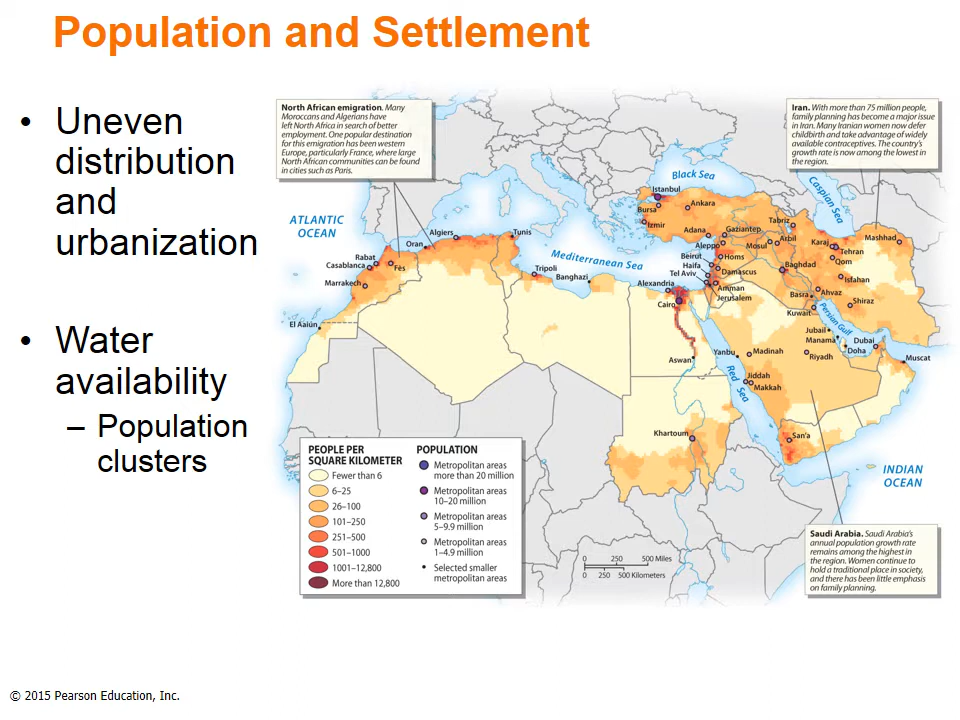 Population and Settlement
• Uneven
distribution
and
urbanization
• Water
availability
– Population
clusters
North African emigration. Many
Moroccans and Algerians have
left North Africa in search of better
employment. One popular destination
for this emigration has been western
Europe, particularly France, where large
North African communities can be found
in cities such as Paris.
Iran. With more than 75 million people,
family planning has become a major issue
in Iran. Many Iranian women now defer
childbirth and take advantage of widely
available contraceptives. The country's
growth rate is now among the lowest in
the region.
Black Sea
Caspian Sea
ATLANTIC
OCEAN
Mediterranean Sea
Istanbul
Bursa
Ankara
Izmir
Adana
Gaziantep
Tabriz
Aleppo
Mosul
Arbil
Karaj
Tehran
Mashhad
Qom
Beirut
Homs
Haifa
Damascus
Baghdad
Isfahan
Tel Aviv
Amman
Jerusalem
Basra
Ahvaz
Shiraz
Kuwait
Persian Gulf
Algiers
Tunis
Oran
Rabat
Casablanca
Fès
Marrakech
Tripoli
Banghazi
Alexandria
Cairo
El Aaiún
Aswan
Jubail
Manama
Dubai
Doha
Muscat
Yanbu
Madinah
Riyadh
Red Sea
Jiddah
Makkah
Khartoum
San'a
INDIAN
OCEAN
PEOPLE PER
SQUARE KILOMETER
Fewer than 6
6–25
26–100
101–250
251–500
501–1000
1001–12,800
More than 12,800
POPULATION
Metropolitan areas
more than 20 million
Metropolitan areas
10–20 million
Metropolitan areas
5–9.9 million
Metropolitan areas
1–4.9 million
Selected smaller
metropolitan areas
0 250 500 Miles
0 250 500 Kilometers
Saudi Arabia. Saudi Arabia's
annual population growth rate
remains among the highest in
the region. Women continue to
hold a traditional place in society,
and there has been little emphasis
on family planning.
© 2015 Pearson Education, Inc.